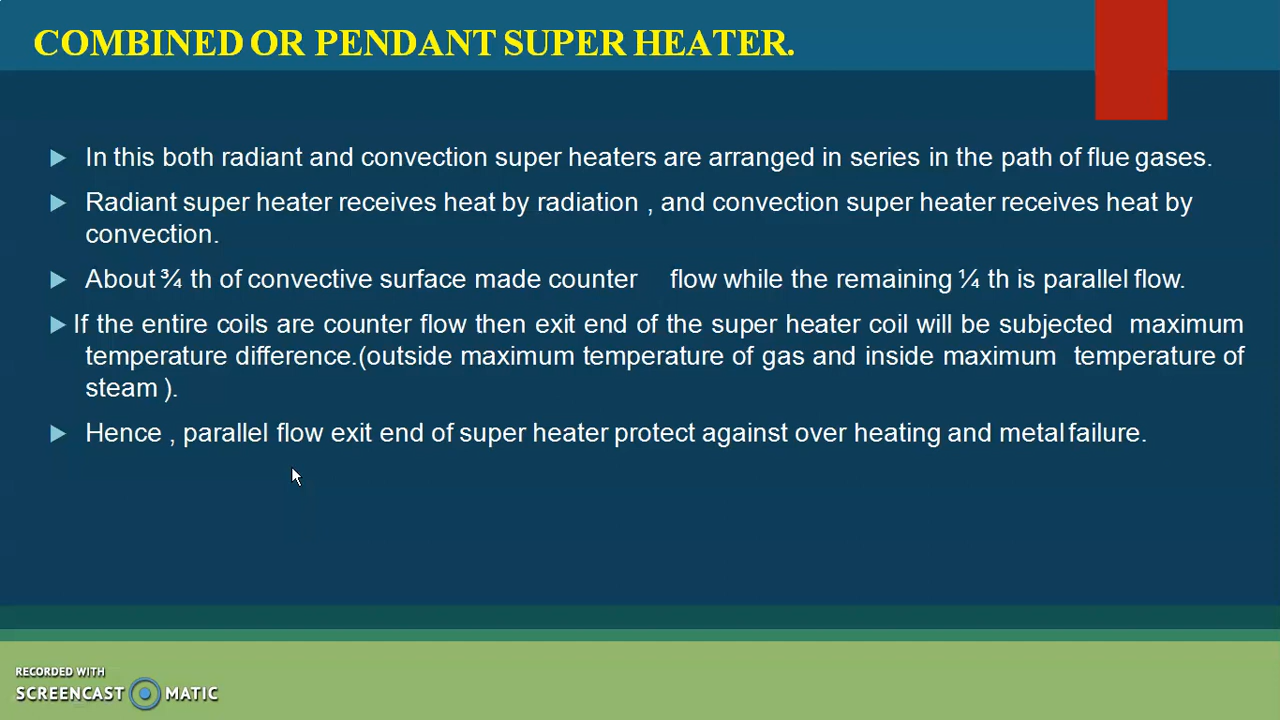 COMBINED OR PENDANT SUPER HEATER.
In this both radiant and convection super heaters are arranged in series in the path of flue gases.
Radiant super heater receives heat by radiation , and convection super heater receives heat by
convection.
About ¾ th of convective surface made counter flow while the remaining ¼ th is parallel flow.
If the entire coils are counter flow then exit end of the super heater coil will be subjected maximum
temperature difference.(outside maximum temperature of gas and inside maximum temperature of
steam ).
Hence , parallel flow exit end of super heater protect against over heating and metal failure.
RECORDED WITH
SCREENCAST MATIC